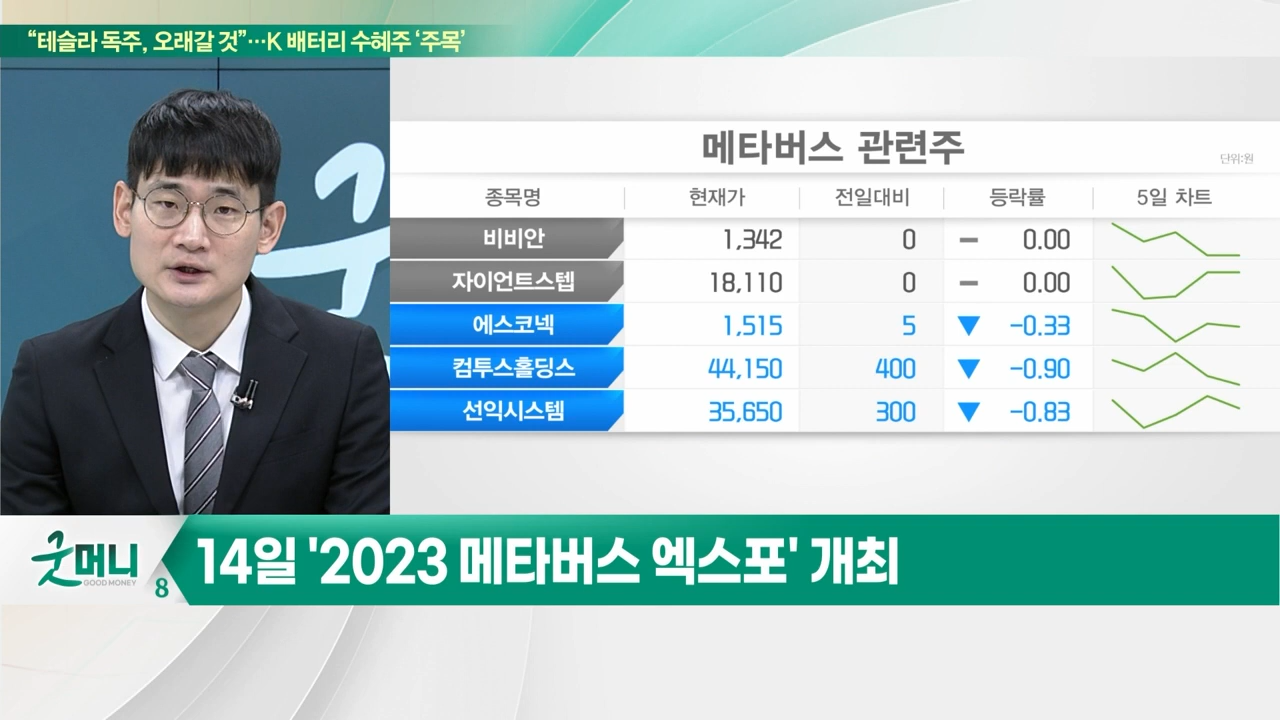 “테슬라 독주, 오래갈 것”…K 배터리 수혜주 ‘주목’
메타버스 관련주
단위:원
종목명 현재가 전일대비 등락률 5일 차트
비비안 1,342 0 - 0.00
자이언트스텝 18,110 0 - 0.00
에스코넥 1,515 5 ▼ -0.33
컴투스홀딩스 44,150 400 ▼ -0.90
선익시스템 35,650 300 ▼ -0.83
굿머니
GOOD MONEY
8
14일 '2023 메타버스 엑스포' 개최